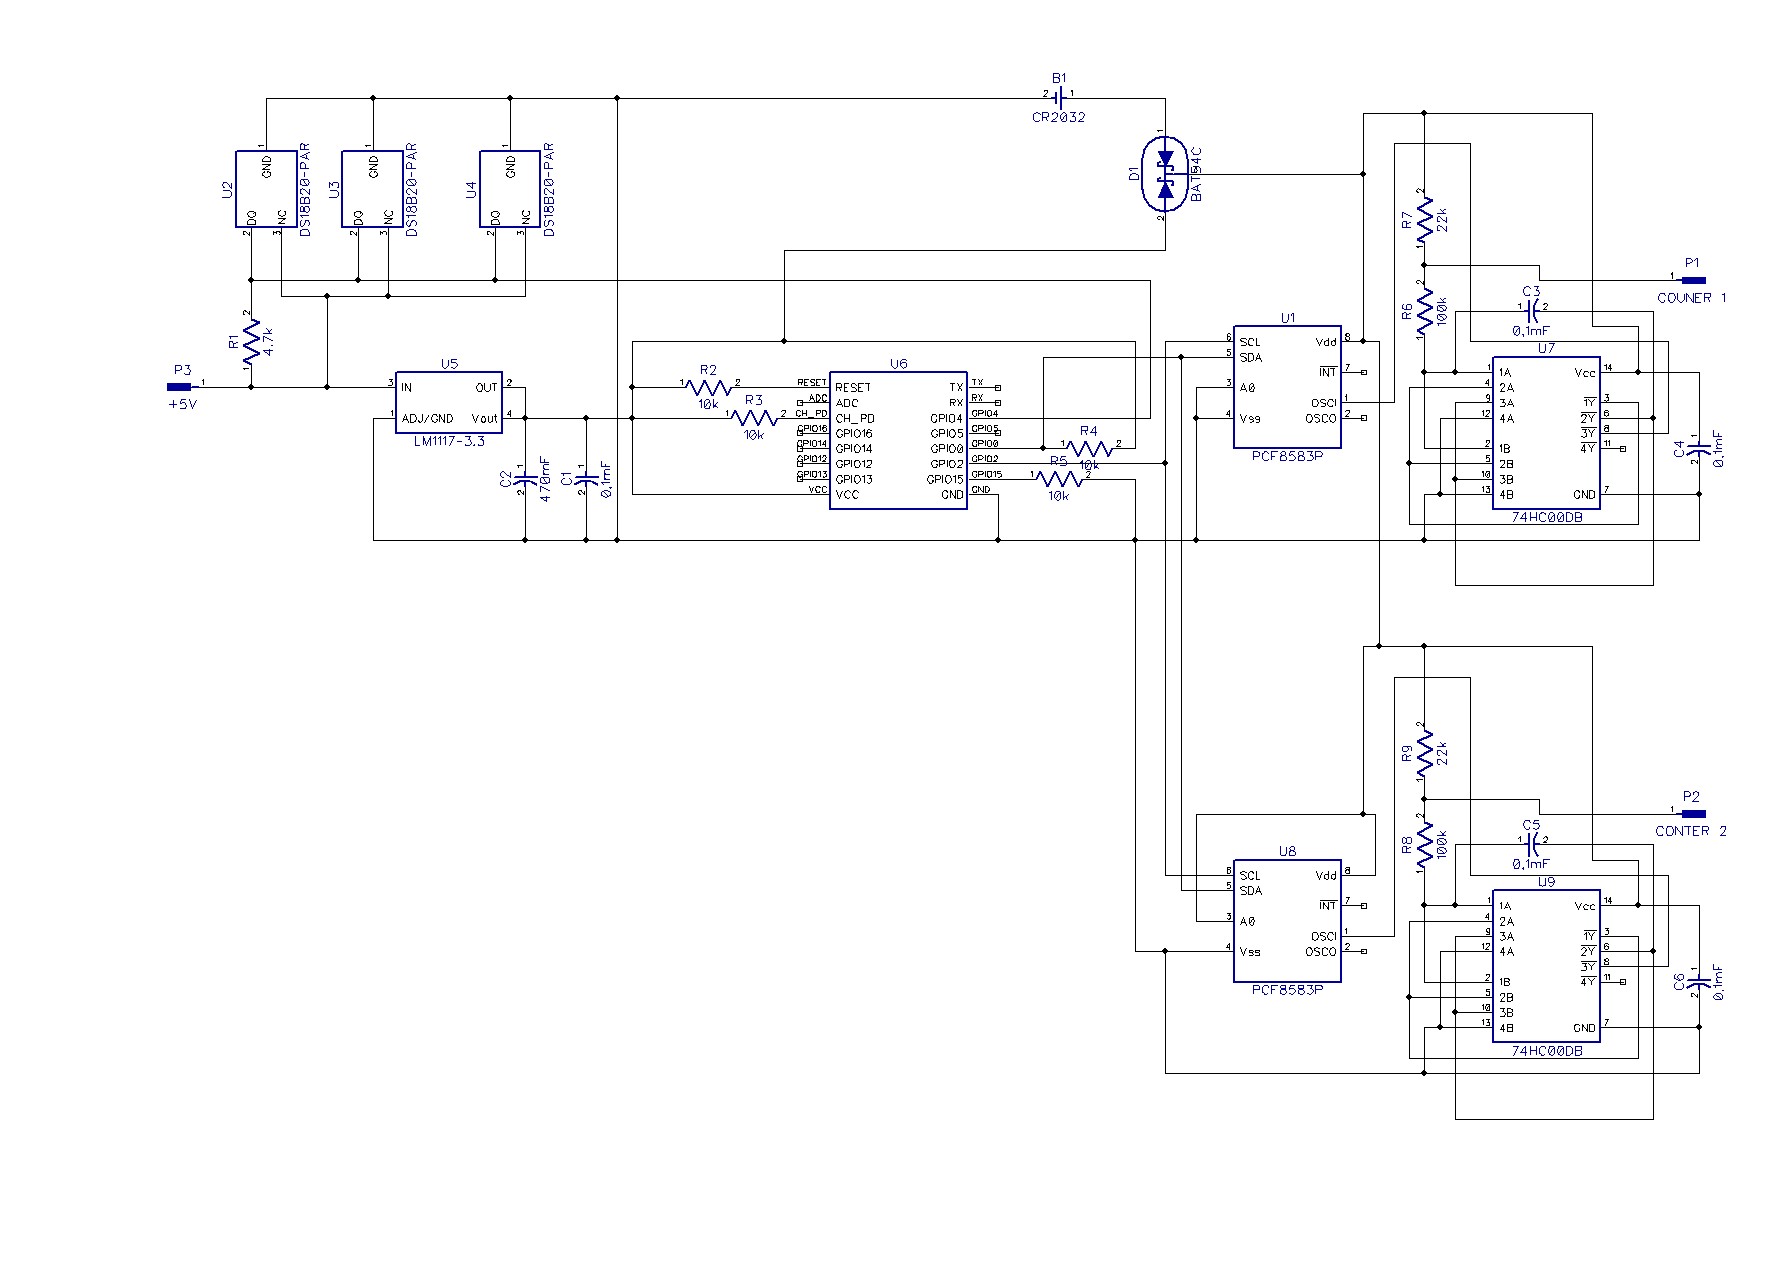 B1
2 1
CR2032
1
D1
BAT54C
2
U2
1
GND
DQ
NC
2 3
DS18B20-PAR
U3
1
GND
DQ
NC
2 3
DS18B20-PAR
U4
1
GND
DQ
NC
2 3
DS18B20-PAR
R1
2
4.7k
1
P3
1
+5V
U5
3 IN OUT 2
1 ADJ/GND Vout 4
LM1117-3.3
C2
1
2
470mF
C1
1
2
0,1mF
R2
1 2
10k
R3
1 2
10k
U6
RESET RESET TX TX
ADC ADC RX RX
CH_PD CH_PD GPIO4 GPIO4
GPIO16 GPIO16 GPIO5 GPIO5
GPIO14 GPIO14 GPIO0 GPIO0
GPIO12 GPIO12 GPIO2 GPIO2
GPIO13 GPIO13 GPIO15 GPIO15
VCC VCC GND GND
R4
1 2
10k
R5
1 2
10k
U1
6 SCL Vdd 8
5 SDA
INT 7
3 A0
OSCI 1
4 Vss OSCO 2
PCF8583P
R7
2
22k
1
R6
2
100k
1
P1
1
COUNER 1
C3
1 2
0,1mF
U7
1 1A Vcc 14
4 2A
9 3A 1Y 3
12 4A 2Y 6
3Y 8
2 1B 4Y 11
5 2B
10 3B
13 4B GND 7
74HC00DB
C4
1
2
0,1mF
R9
2
22k
1
R8
2
100k
1
P2
1
CONTER 2
C5
1 2
0,1mF
U8
6 SCL Vdd 8
5 SDA
INT 7
3 A0
OSCI 1
4 Vss OSCO 2
PCF8583P
U9
1 1A Vcc 14
4 2A
9 3A 1Y 3
12 4A 2Y 6
3Y 8
2 1B 4Y 11
5 2B
10 3B
13 4B GND 7
74HC00DB
C6
1
2
0,1mF